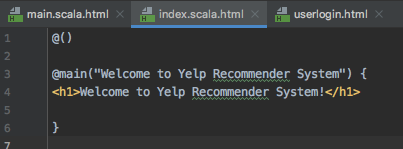 main.scala.html × index.scala.html × userlogin.html ×
1 @()
2
3 @main("Welcome to Yelp Recommender System") {
4 <h1>Welcome to Yelp Recommender System!</h1>
5
6 }
7